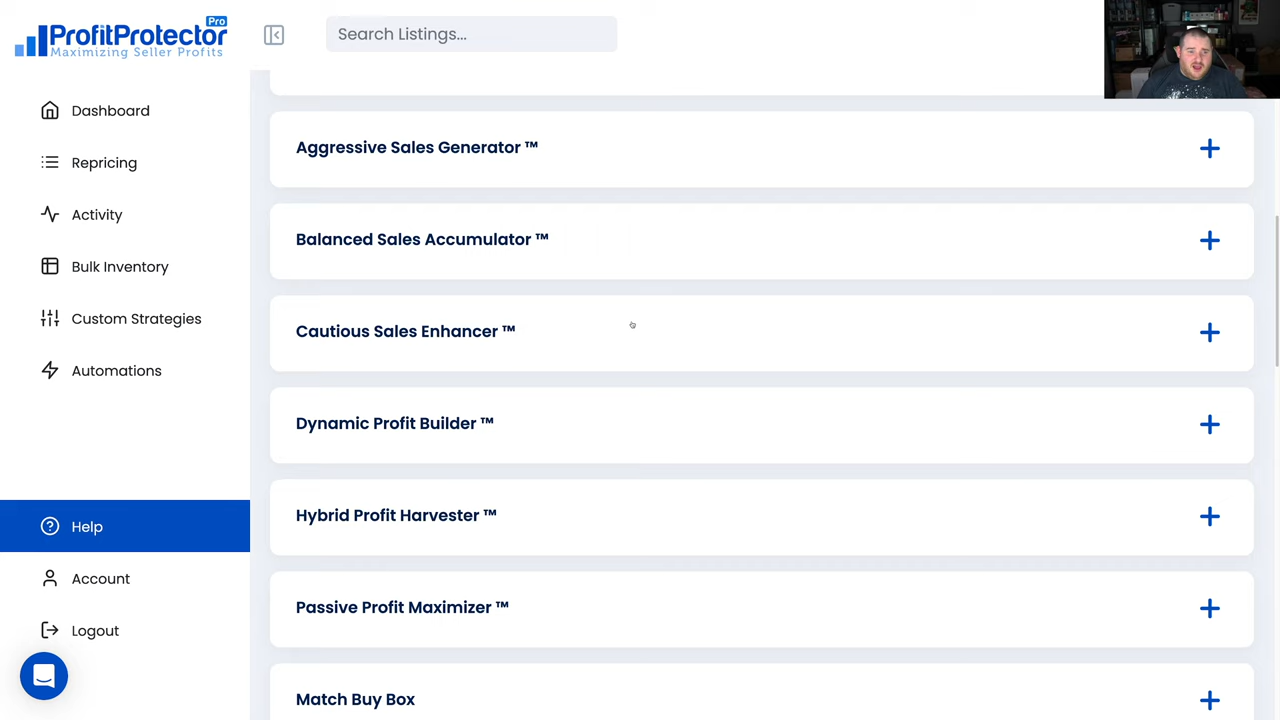 ProfitProtector Pro
Maximizing Seller Profits
Search Listings...
Dashboard
Repricing
Activity
Bulk Inventory
Custom Strategies
Automations
Help
Account
Logout
Aggressive Sales Generator ™
Balanced Sales Accumulator ™
Cautious Sales Enhancer ™
Dynamic Profit Builder ™
Hybrid Profit Harvester ™
Passive Profit Maximizer ™
Match Buy Box